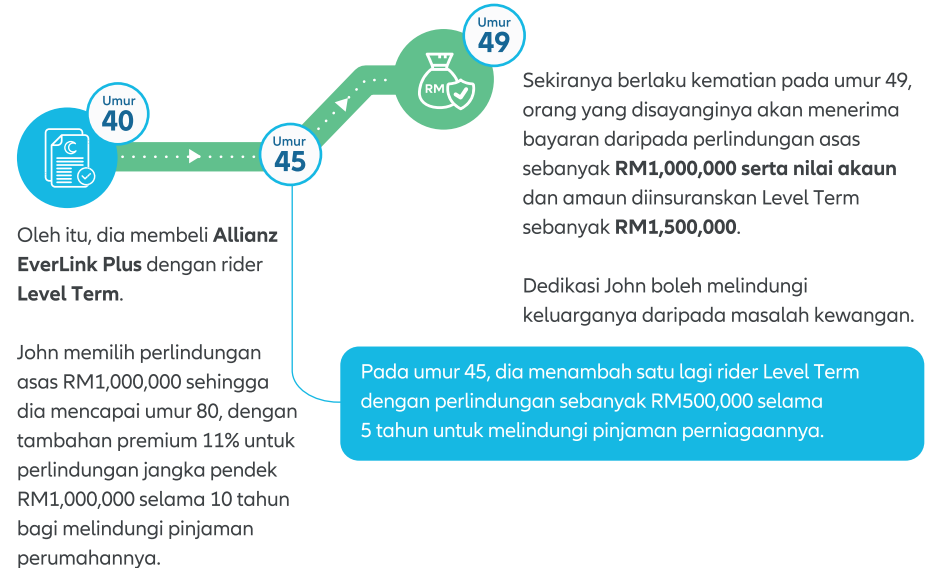 Umur
40
Oleh itu, dia membeli Allianz
EverLink Plus dengan rider
Level Term.
John memilih perlindungan
asas RM1,000,000 sehingga
dia mencapai umur 80, dengan
tambahan premium 11% untuk
perlindungan jangka pendek
RM1,000,000 selama 10 tahun
bagi melindungi pinjaman
perumahannya.
Umur
45
Pada umur 45, dia menambah satu lagi rider Level Term
dengan perlindungan sebanyak RM500,000 selama
5 tahun untuk melindungi pinjaman perniagaannya.
Umur
49
RM
Sekiranya berlaku kematian pada umur 49,
orang yang disayanginya akan menerima
bayaran daripada perlindungan asas
sebanyak RM1,000,000 serta nilai akaun
dan amaun diinsuranskan Level Term
sebanyak RM1,500,000.
Dedikasi John boleh melindungi
keluarganya daripada masalah kewangan.